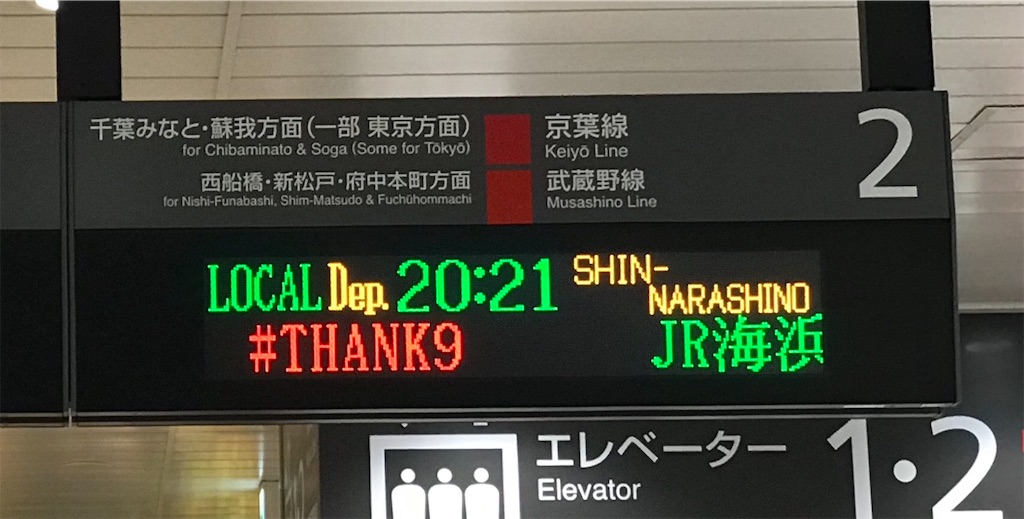 千葉みなと・蘇我方面（一部 東京方面）
for Chibaminato & Soga (Some for Tōkyō)
京葉線
Keiyō Line
西船橋・新松戸・府中本町方面
for Nishi-Funabashi, Shim-Matsudo & Fuchūhommachi
武蔵野線
Musashino Line
2
LOCAL Dep. 20:21 SHIN-
NARASHINO
#THANK9 JR海浜
エレベーター
Elevator
1・2